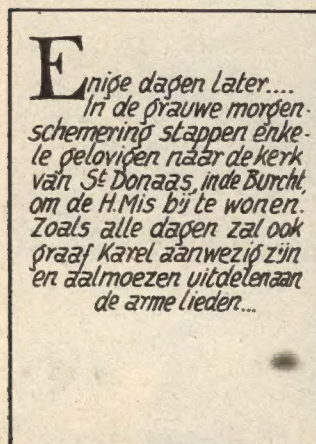 Enige dagen later....
In de grauwe morgen-
schemering stappen enke-
le gelovigen naar de kerk
van St Donaas, in de Burcht,
om de H. Mis bij te wonen.
Zoals alle dagen zal ook
graaf Karel aanwezig zijn
en aalmoezen uitdelen aan
de arme lieden...